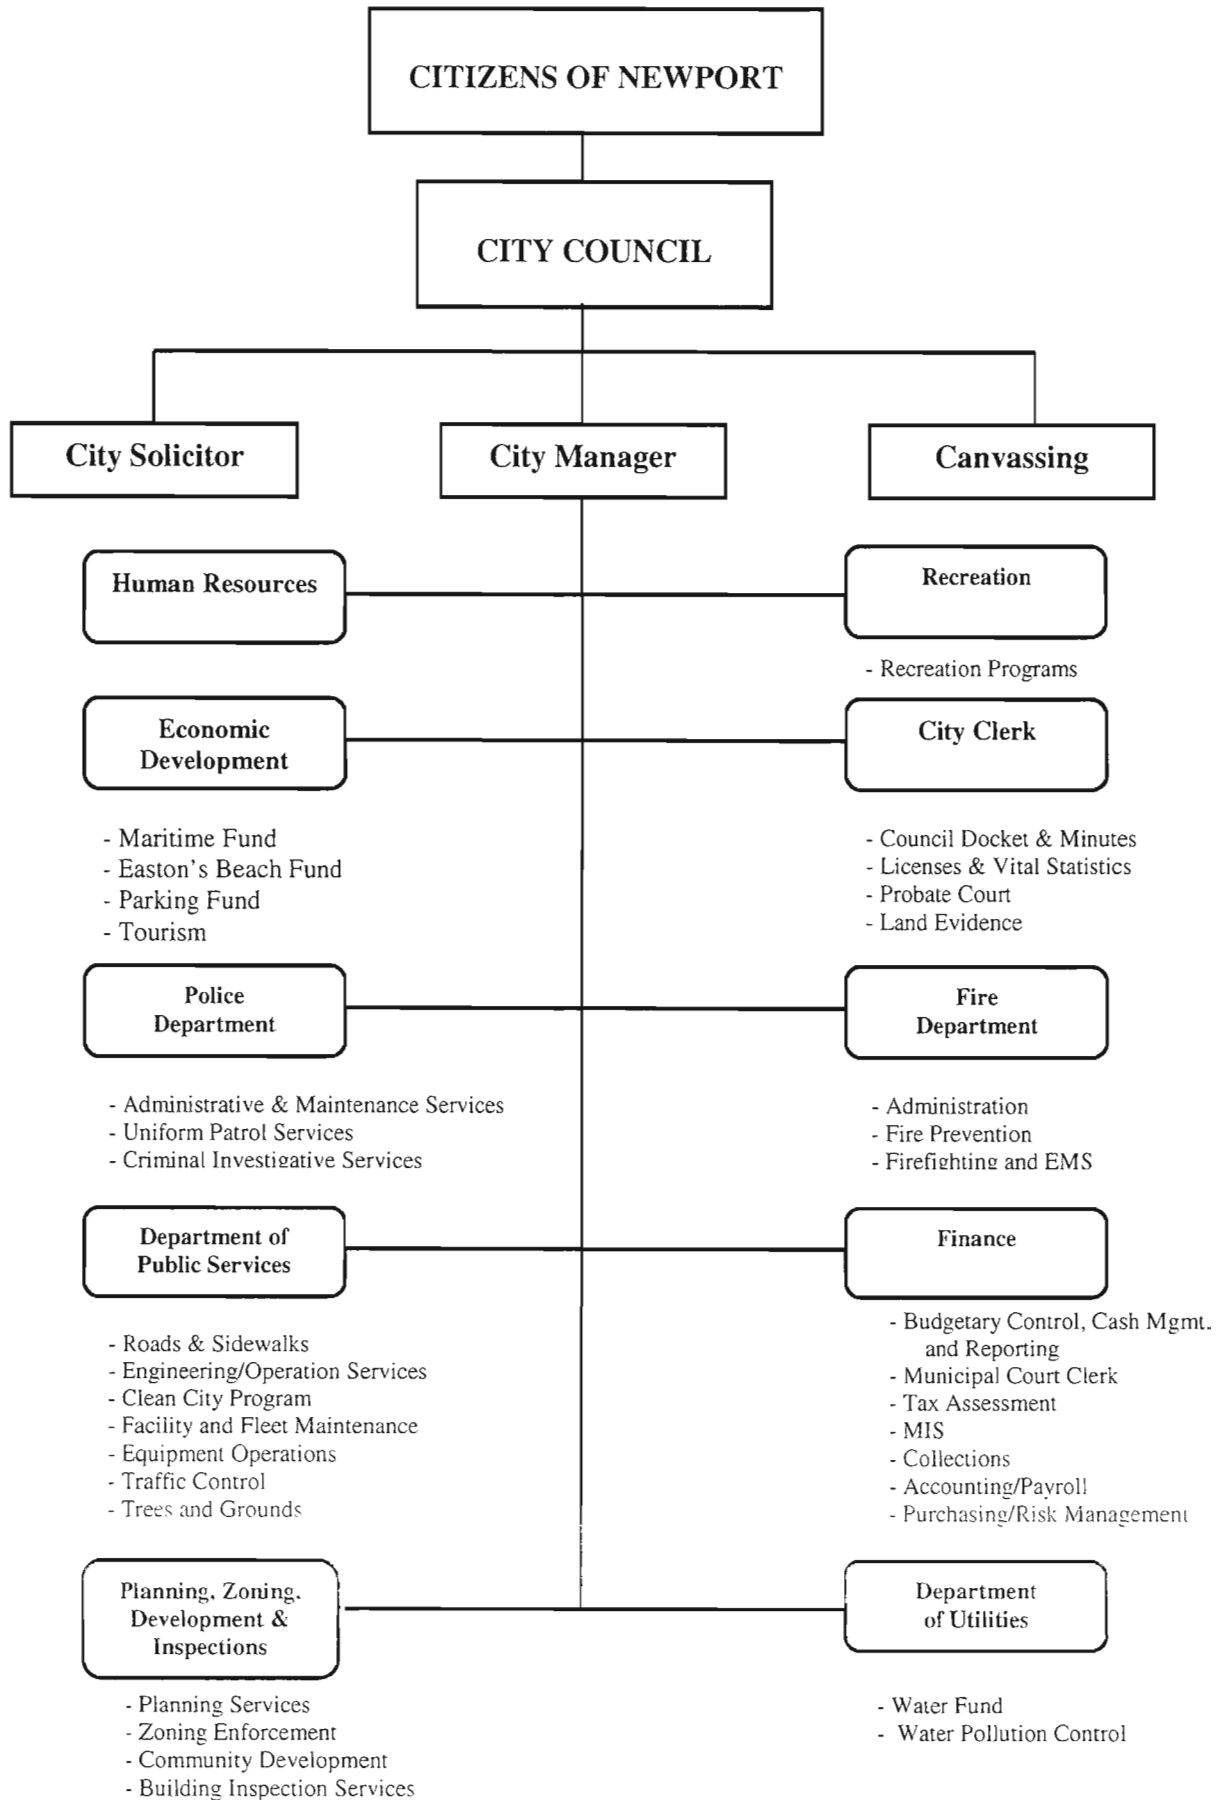 CITIZENS OF NEWPORT
CITY COUNCIL
City Solicitor
City Manager
Canvassing
Human Resources
Recreation
- Recreation Programs
Economic
Development
City Clerk
- Maritime Fund
- Easton's Beach Fund
- Parking Fund
- Tourism
- Council Docket & Minutes
- Licenses & Vital Statistics
- Probate Court
- Land Evidence
Police
Department
Fire
Department
- Administrative & Maintenance Services
- Uniform Patrol Services
- Criminal Investigative Services
- Administration
- Fire Prevention
- Firefighting and EMS
Department of
Public Services
Finance
- Roads & Sidewalks
- Engineering/Operation Services
- Clean City Program
- Facility and Fleet Maintenance
- Equipment Operations
- Traffic Control
- Trees and Grounds
- Budgetary Control, Cash Mgmt.
and Reporting
- Municipal Court Clerk
- Tax Assessment
- MIS
- Collections
- Accounting/Payroll
- Purchasing/Risk Management
Planning, Zoning,
Development &
Inspections
Department
of Utilities
- Planning Services
- Zoning Enforcement
- Community Development
- Building Inspection Services
- Water Fund
- Water Pollution Control